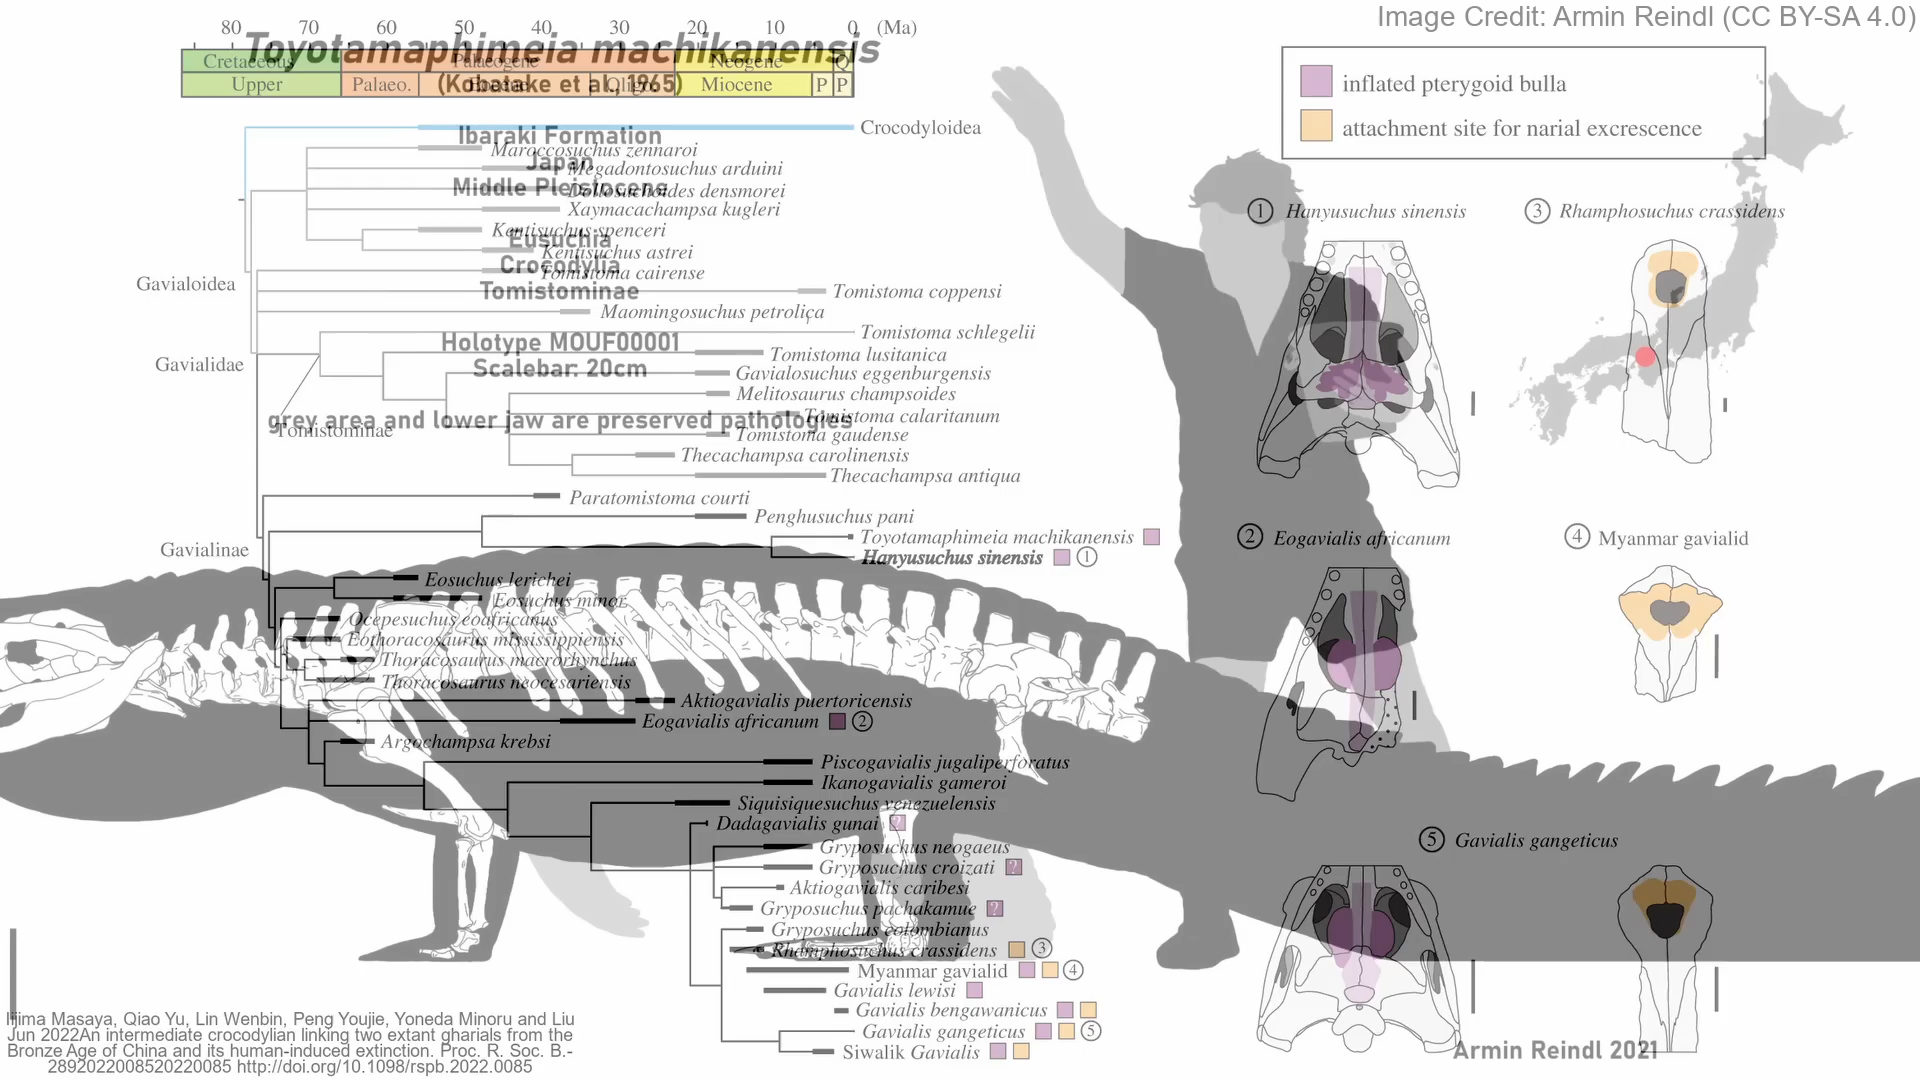 Image Credit: Armin Reindl (CC BY-SA 4.0)
80 70 60 50 40 30 20 10 0 (Ma)
Toyotamaphimeia machikanensis
Cretaceous Palaeogene Neogene Q
(Kobatake et al., 1965)
Upper Palaeo. Eocene Oligo. Miocene P P
inflated pterygoid bulla
attachment site for narial excrescence
Crocodyloidea
Ibaraki Formation
Maroccosuchus zennaroi
Japan
Megadontosuchus arduini
Middle Pleistocene
Dollosuchoides densmorei
Xaymacachampsa kugleri
Kentisuchus spenceri
Eusuchia
Kentisuchus astrei
Crocodylia
Tomistoma cairense
Gavialoidea
Tomistominae
Tomistoma coppensi
Maomingosuchus petrolica
Tomistoma schlegelii
Holotype MOUF00001
Tomistoma lusitanica
Gavialidae
Scalebar: 20cm
Gavialosuchus eggenburgensis
Melitosaurus champsoides
grey area and lower jaw are preserved pathologies
Tomistoma calaritanum
Tomistominae
Tomistoma gaudense
Thecachampsa carolinensis
Thecachampsa antiqua
Paratomistoma courti
Penghusuchus pani
Toyotamaphimeia machikanensis
Gavialinae
Hanyusuchus sinensis 1
Eosuchus lerichei
Eosuchus minor
Ocepesuchus eoafricanus
Eothoracosaurus mississippiensis
Thoracosaurus macrorhynchus
Thoracosaurus neocesariensis
Aktiogavialis puertoricensis
Eogavialis africanum 2
Argochampsa krebsi
Piscogavialis jugaliperforatus
Ikanogavialis gameroi
Siquisiquesuchus venezuelensis
Dadagavialis gunai ?
Gryposuchus neogaeus
Gryposuchus croizati ?
Aktiogavialis caribesi
Gryposuchus pachakamue ?
Gryposuchus colombianus
Rhamphosuchus crassidens 3
Myanmar gavialid 4
Gavialis lewisi
Gavialis bengawanicus
Gavialis gangeticus 5
Siwalik Gavialis
1 Hanyusuchus sinensis
3 Rhamphosuchus crassidens
2 Eogavialis africanum
4 Myanmar gavialid
5 Gavialis gangeticus
Iijima Masaya, Qiao Yu, Lin Wenbin, Peng Youjie, Yoneda Minoru and Liu
Jun 2022An intermediate crocodylian linking two extant gharials from the
Bronze Age of China and its human-induced extinction. Proc. R. Soc. B.-
2892022008520220085 http://doi.org/10.1098/rspb.2022.0085
Armin Reindl 2021